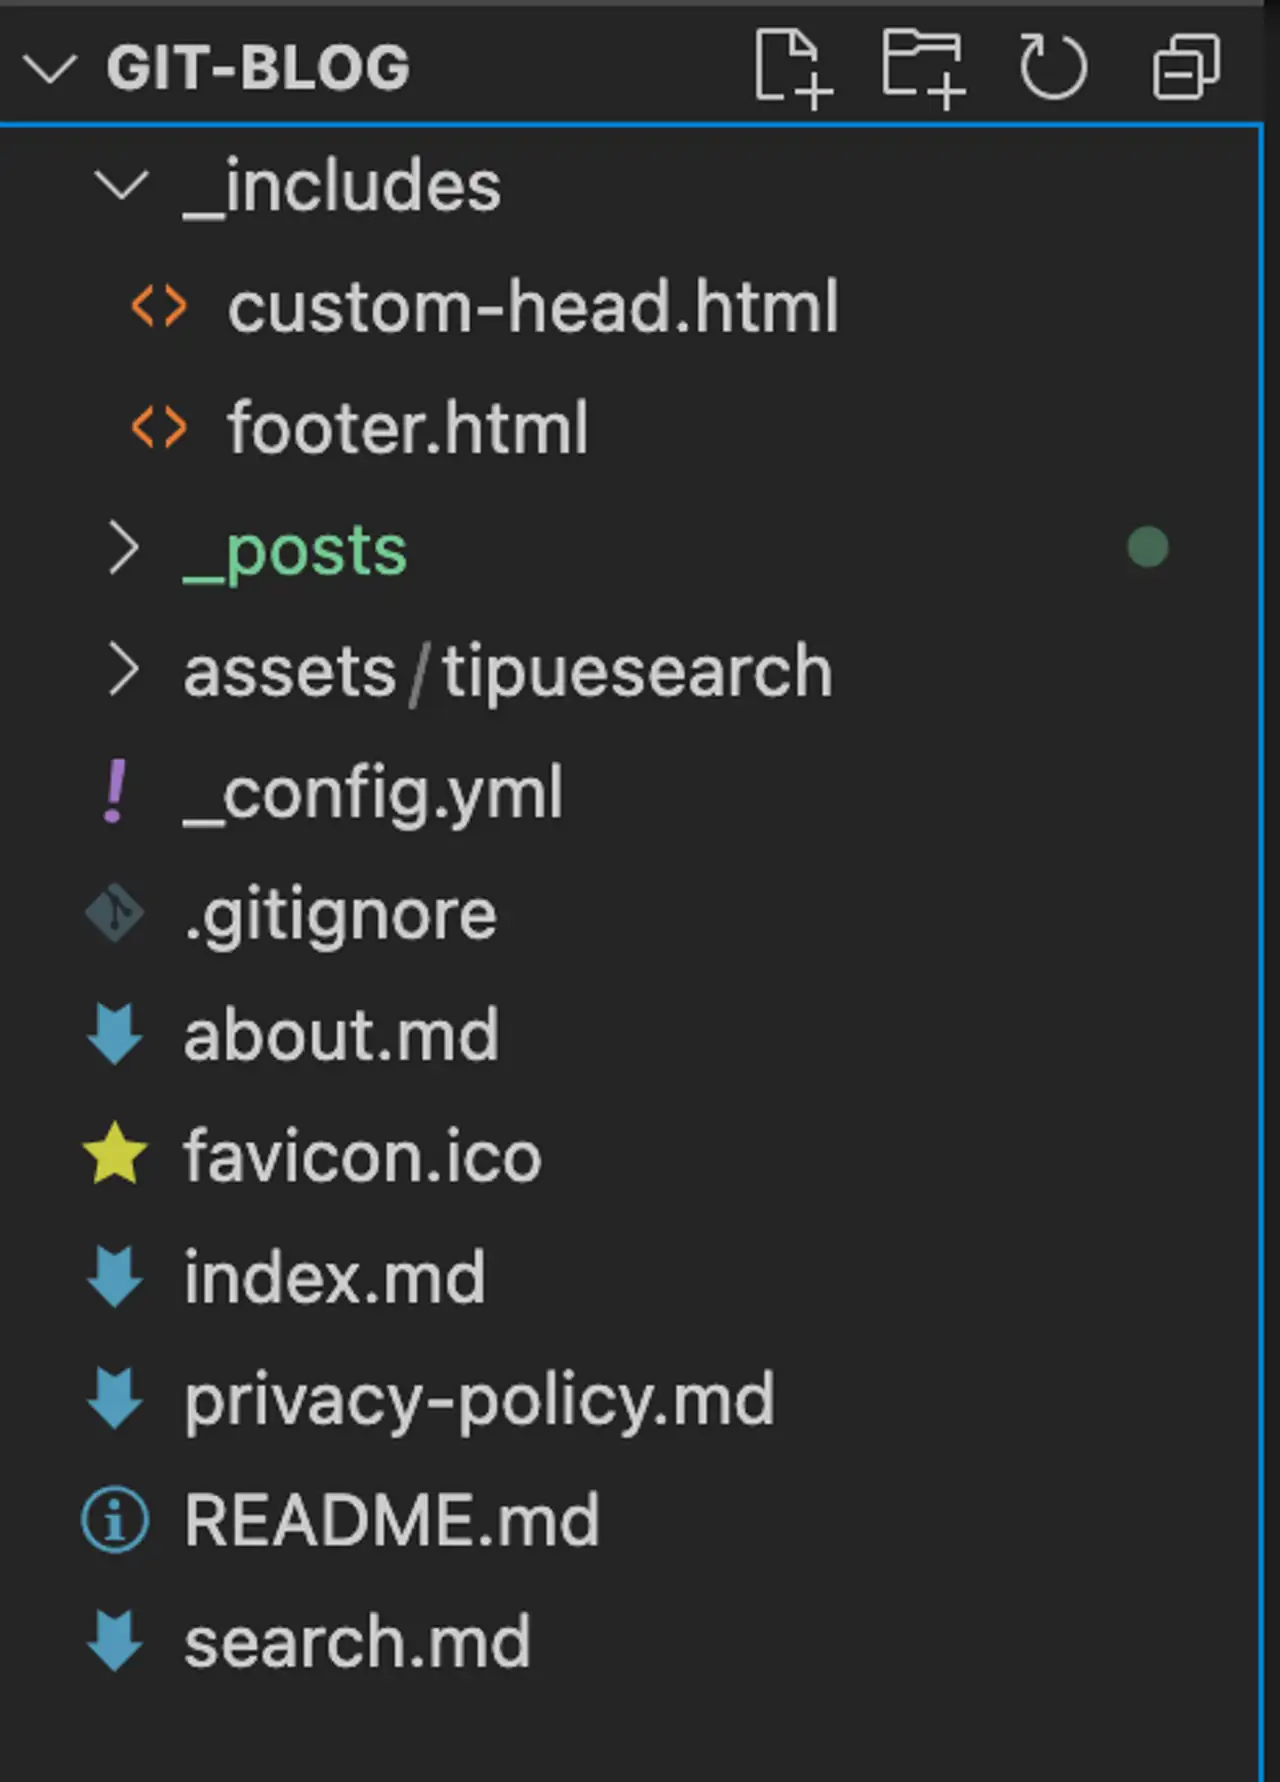 GIT-BLOG
_includes
custom-head.html
footer.html
_posts
assets/tipuesearch
_config.yml
.gitignore
about.md
favicon.ico
index.md
privacy-policy.md
README.md
search.md